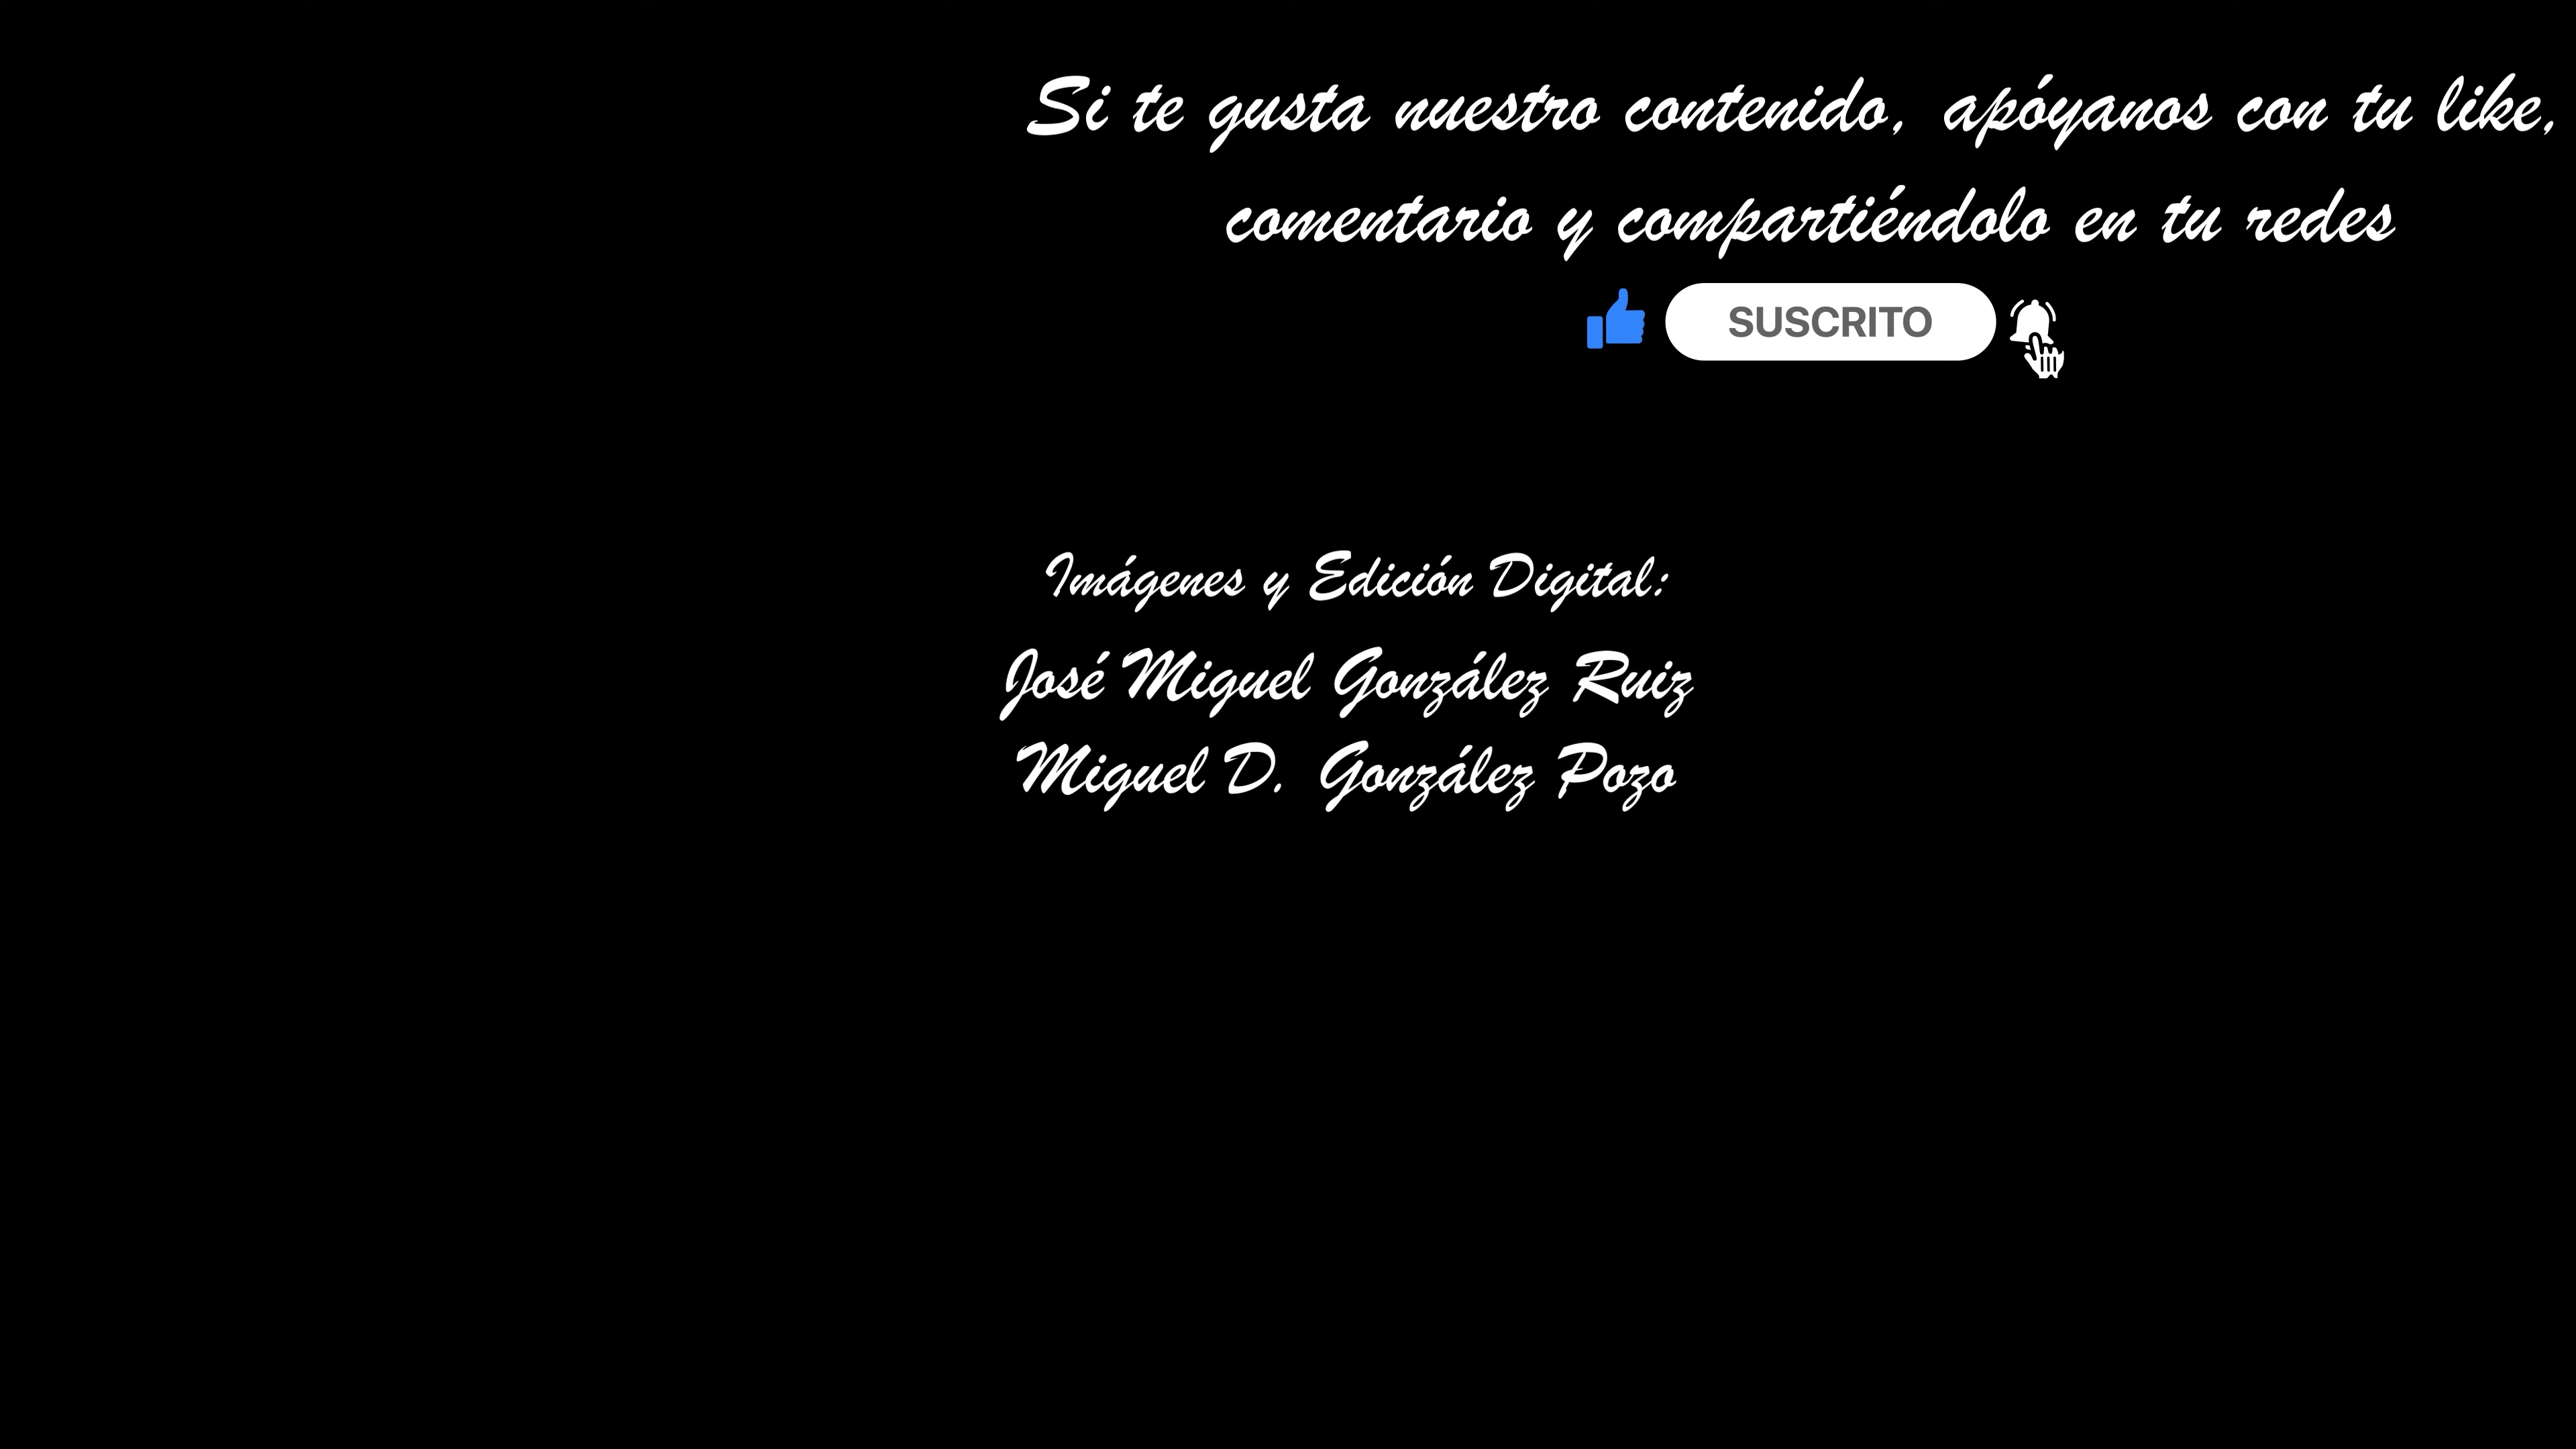 Si te gusta nuestro contenido, apóyanos con tu like,
comentario y compartiéndolo en tu redes
SUSCRITO
Imágenes y Edición Digital:
José Miguel González Ruiz
Miguel D. González Pozo